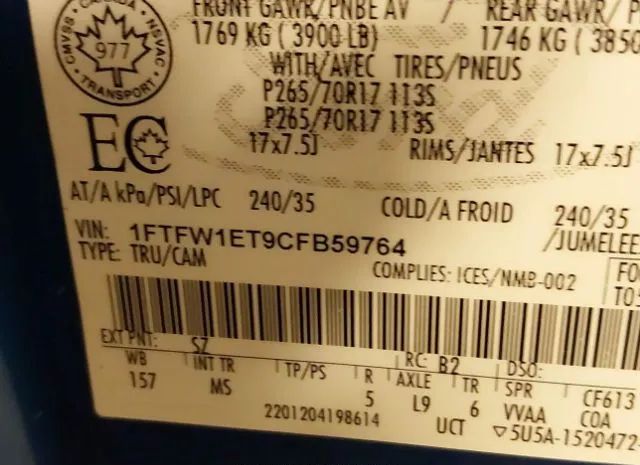 FRONT GAWR/PNBE AV / REAR GAWR/
1769 KG ( 3900 LB) 1746 KG ( 3850
CMVSS NSVAC
977
TRANSPORT
WITH/AVEC TIRES/PNEUS
P265/70R17 113S
P265/70R17 113S
EC
17x7.5J RIMS/JANTES 17x7.5J
AT/A kPa/PSI/LPC 240/35 COLD/A FROID 240/35
VIN: 1FTFW1ET9CFB59764 /JUMELEE
TYPE: TRU/CAM COMPLIES: ICES/NMB-002
EXT PNT: SZ RC: B2 DSO:
WB INT TR TP/PS R AXLE TR SPR CF613
157 MS 5 L9 6 VVAA COA
2201204198614 UCT ▽5U5A-1520472-